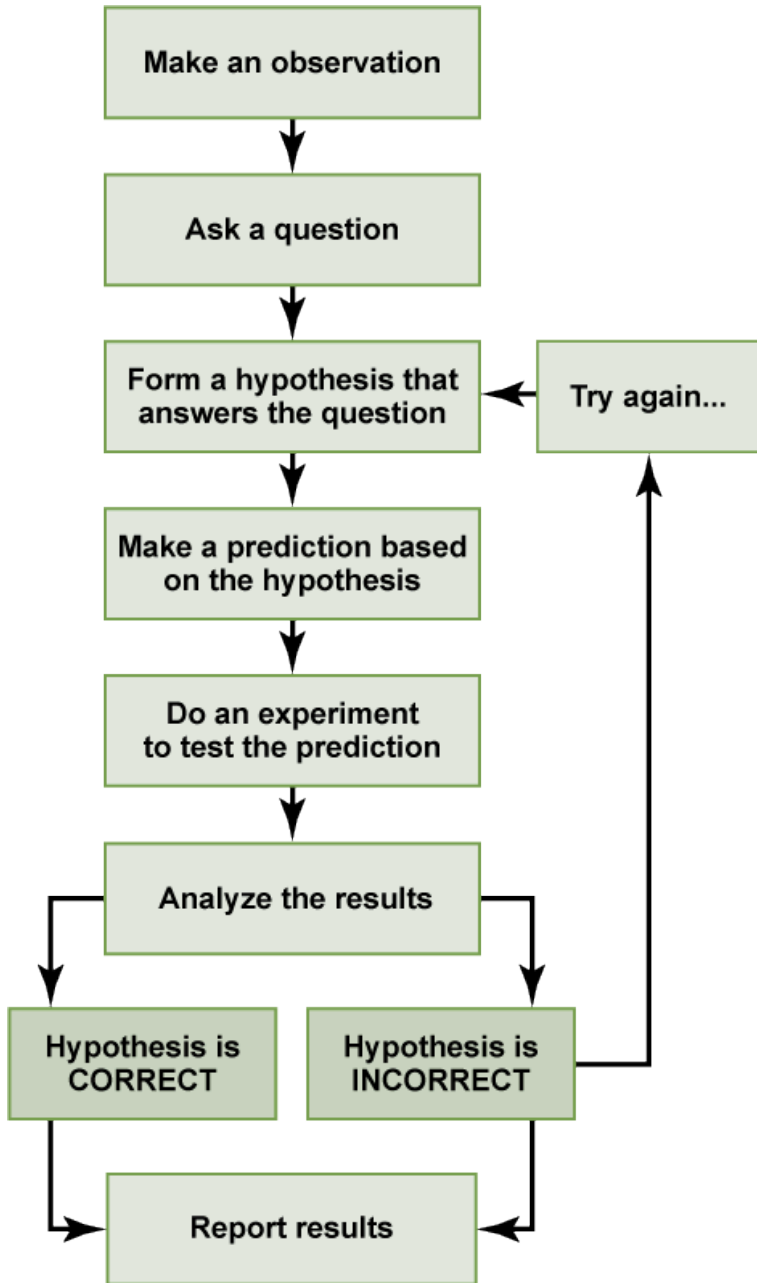 Make an observation
Ask a question
Form a hypothesis that
answers the question
Try again...
Make a prediction based
on the hypothesis
Do an experiment
to test the prediction
Analyze the results
Hypothesis is
CORRECT
Hypothesis is
INCORRECT
Report results